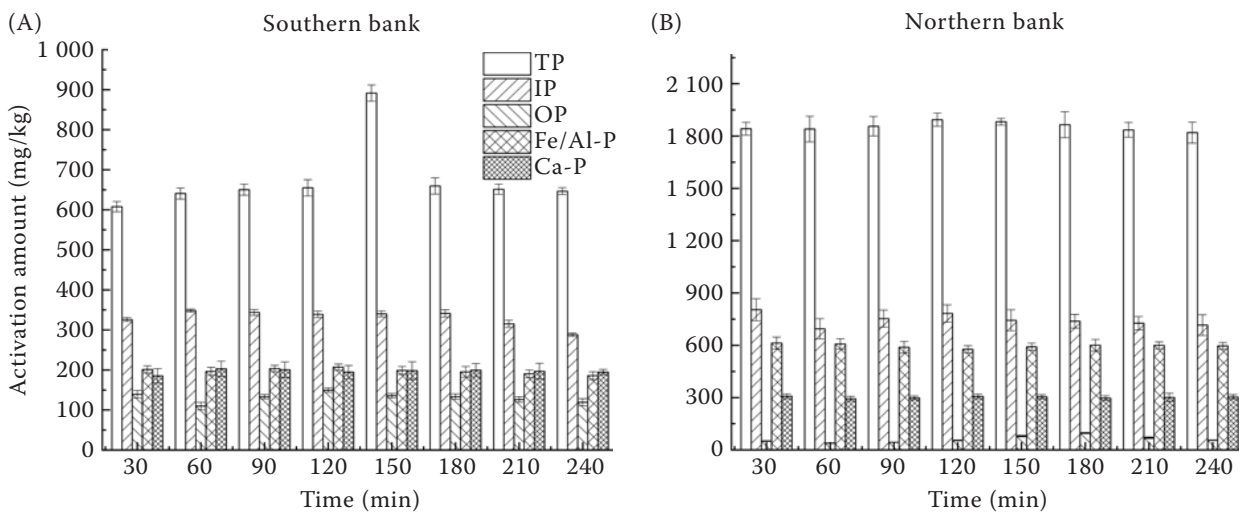 (A)
Southern bank
Activation amount (mg/kg)
1 000
900
800
700
600
500
400
300
200
100
0
TP
IP
OP
Fe/Al-P
Ca-P
30 60 90 120 150 180 210 240
Time (min)
(B)
Northern bank
2 100
1 800
1 500
1 200
900
600
300
0
30 60 90 120 150 180 210 240
Time (min)